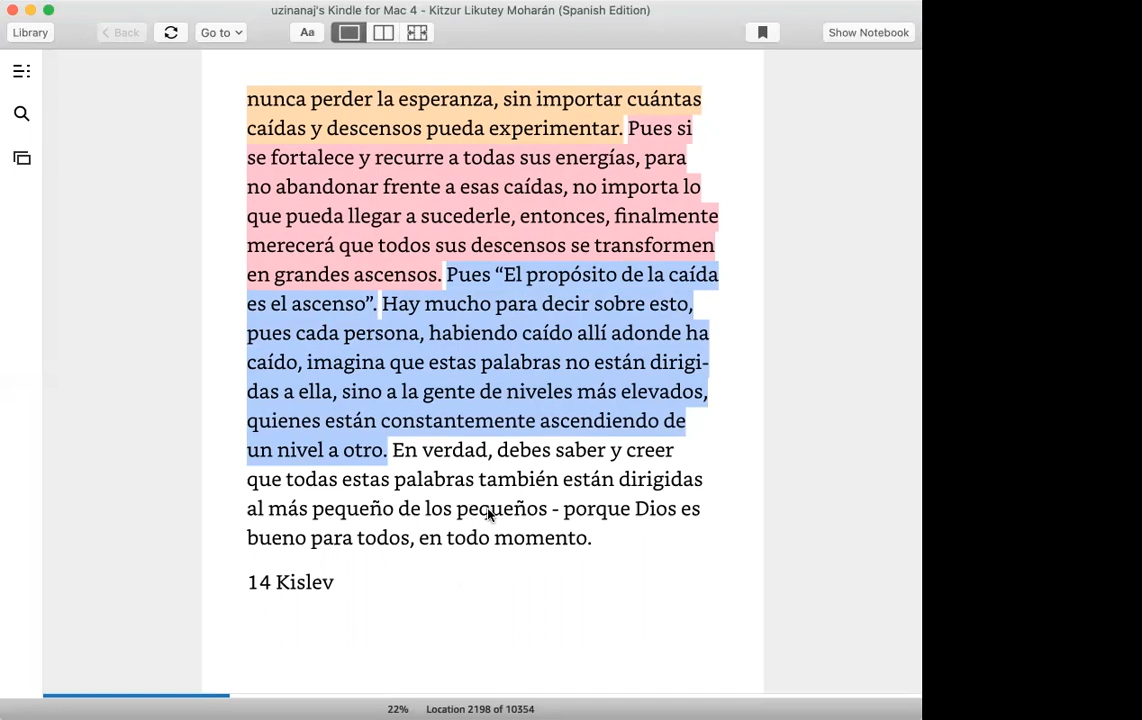 uzinanaj's Kindle for Mac 4 - Kitzur Likutey Moharán (Spanish Edition)
Library
Back
Go to
Aa
Show Notebook
nunca perder la esperanza, sin importar cuántas
caídas y descensos pueda experimentar. Pues si
se fortalece y recurre a todas sus energías, para
no abandonar frente a esas caídas, no importa lo
que pueda llegar a sucederle, entonces, finalmente
merecerá que todos sus descensos se transformen
en grandes ascensos. Pues “El propósito de la caída
es el ascenso”. Hay mucho para decir sobre esto,
pues cada persona, habiendo caído allí adonde ha
caído, imagina que estas palabras no están dirigi-
das a ella, sino a la gente de niveles más elevados,
quienes están constantemente ascendiendo de
un nivel a otro. En verdad, debes saber y creer
que todas estas palabras también están dirigidas
al más pequeño de los pequeños - porque Dios es
bueno para todos, en todo momento.
14 Kislev
22%
Location 2198 of 10354